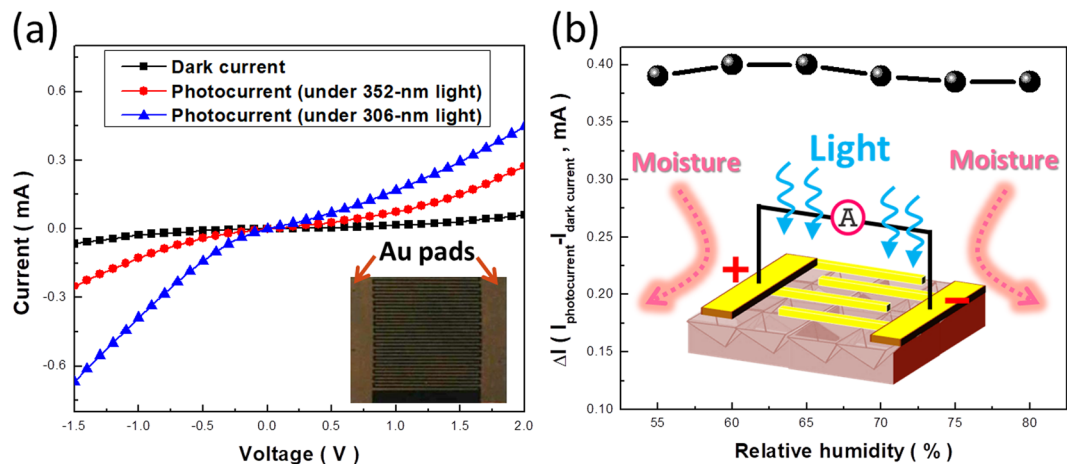 (a)
Dark current
Photocurrent (under 352-nm light)
Photocurrent (under 306-nm light)
Current ( mA )
0.6
0.3
0.0
-0.3
-0.6
Au pads
-1.5 -1.0 -0.5 0.0 0.5 1.0 1.5 2.0
Voltage ( V )
(b)
ΔI ( Iphotocurrent-Idark current , mA)
0.40
0.35
0.30
0.25
0.20
0.15
0.10
Moisture
Light
Moisture
A
+
−
55 60 65 70 75 80
Relative humidity ( % )